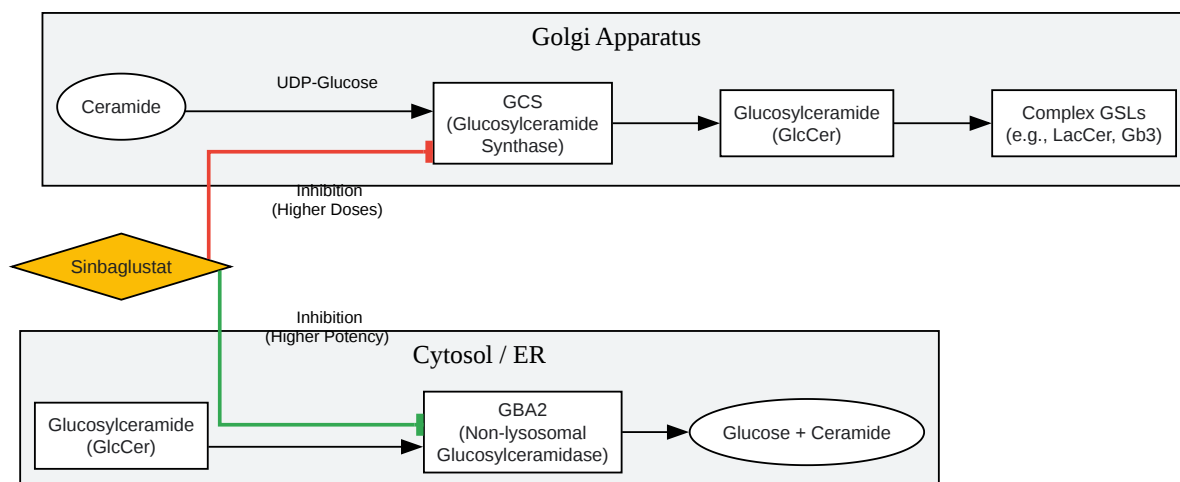 Golgi Apparatus
Ceramide
UDP-Glucose
GCS
(Glucosylceramide
Synthase)
Glucosylceramide
(GlcCer)
Complex GSLs
(e.g., LacCer, Gb3)
Inhibition
(Higher Doses)
Sinbaglustat
Inhibition
(Higher Potency)
Cytosol / ER
Glucosylceramide
(GlcCer)
GBA2
(Non-lysosomal
Glucosylceramidase)
Glucose + Ceramide